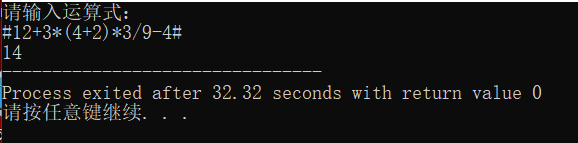 请输入运算式：
#12+3*(4+2)*3/9-4#
14
--------------------------------
Process exited after 32.32 seconds with return value 0
请按任意键继续. . .